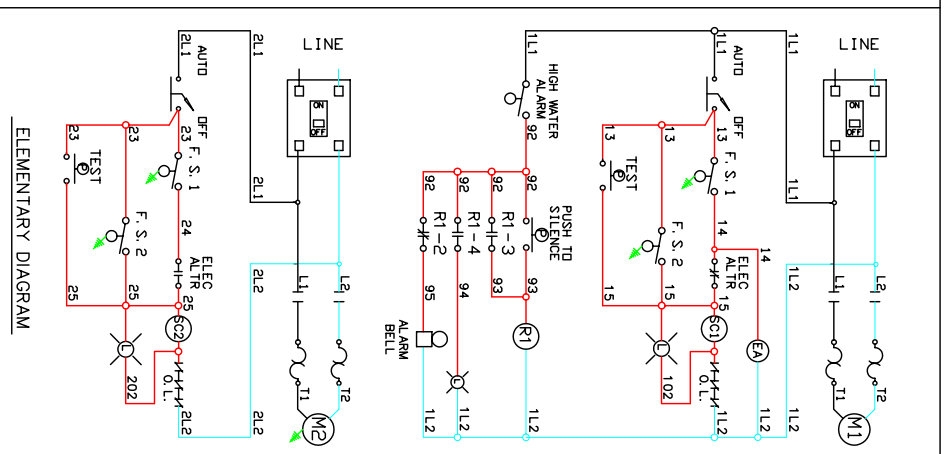 LINE
ON
OFF
2L1
2L1
AUTO
OFF
23
23
23
F. S. 1
24
ELEC
ALTR
25
F. S. 2
25
TEST
25
SC2
O.L.
L
202
2L2
2L2
2L2
L1
L2
T1
T2
M2
ELEMENTARY DIAGRAM
LINE
ON
OFF
1L1
1L1
1L1
1L1
AUTO
OFF
13
13
13
F. S. 1
14
14
ELEC
ALTR
15
F. S. 2
15
TEST
15
EA
SC1
O.L.
L
102
1L2
1L2
1L2
1L2
L1
L2
T1
T2
M1
HIGH WATER
ALARM
92
92
92
92
92
PUSH TO
SILENCE
R1-3
R1-4
R1-2
93
93
94
95
R1
L
ALARM
BELL
1L2
1L2
1L2